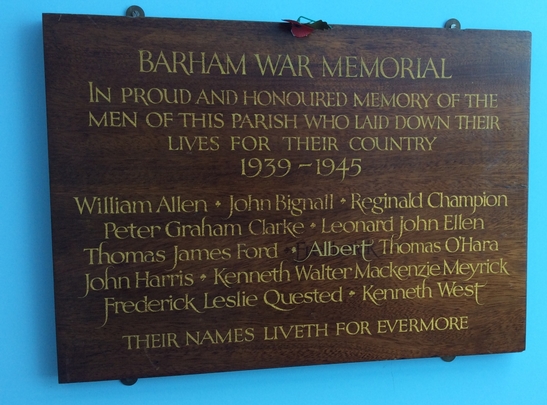 BARHAM WAR MEMORIAL
IN PROUD AND HONOURED MEMORY OF THE
MEN OF THIS PARISH WHO LAID DOWN THEIR
LIVES FOR THEIR COUNTRY
1939 - 1945
William Allen • John Bignall • Reginald Champion
Peter Graham Clarke • Leonard John Ellen
Thomas James Ford • Albert Thomas O'Hara
John Harris • Kenneth Walter Mackenzie Meyrick
Frederick Leslie Quested • Kenneth West
THEIR NAMES LIVETH FOR EVERMORE